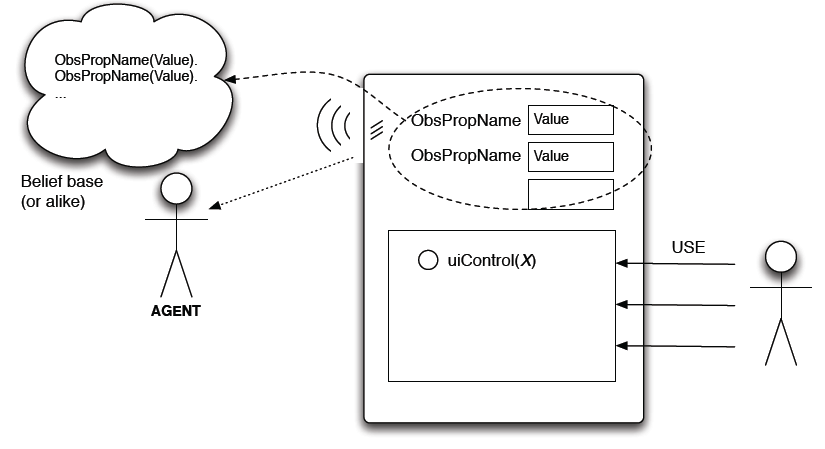 ObsPropName(Value).
ObsPropName(Value).
...
Belief base
(or alike)
AGENT
ObsPropName Value
ObsPropName Value
uiControl(X)
USE